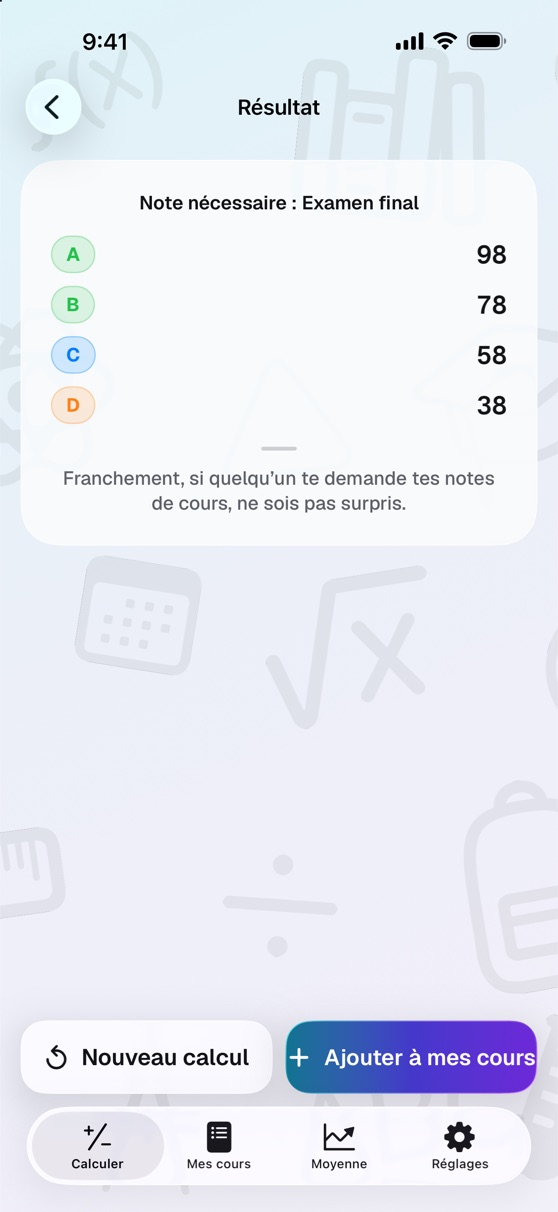 9:41
Résultat
Note nécessaire : Examen final
A 98
B 78
C 58
D 38
Franchement, si quelqu’un te demande tes notes
de cours, ne sois pas surpris.
Nouveau calcul
+ Ajouter à mes cours
Calculer
Mes cours
Moyenne
Réglages